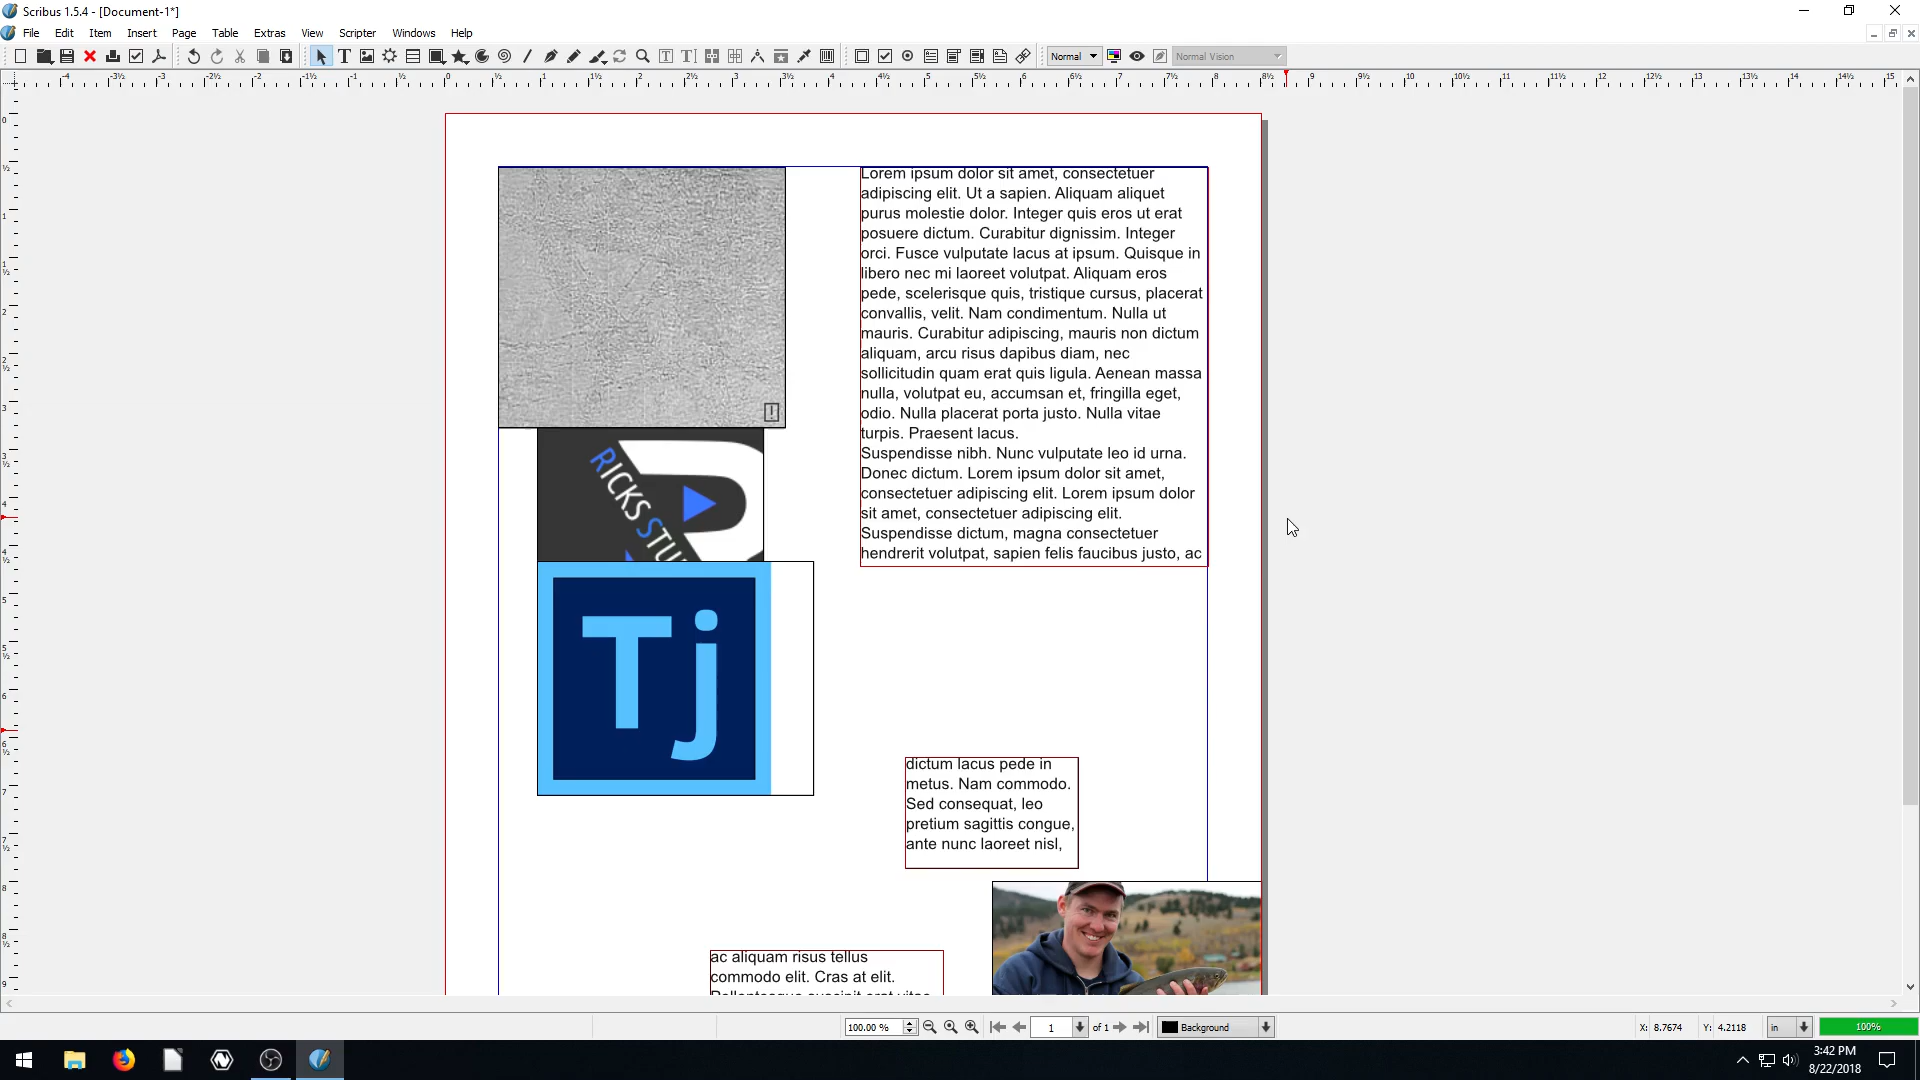 Scribus 1.5.4 - [Document-1*]
File Edit Item Insert Page Table Extras View Scripter Windows Help
Normal Normal Vision
Lorem ipsum dolor sit amet, consectetuer
adipiscing elit. Ut a sapien. Aliquam aliquet
purus molestie dolor. Integer quis eros ut erat
posuere dictum. Curabitur dignissim. Integer
orci. Fusce vulputate lacus at ipsum. Quisque in
libero nec mi laoreet volutpat. Aliquam eros
pede, scelerisque quis, tristique cursus, placerat
convallis, velit. Nam condimentum. Nulla ut
mauris. Curabitur adipiscing, mauris non dictum
aliquam, arcu risus dapibus diam, nec
sollicitudin quam erat quis ligula. Aenean massa
nulla, volutpat eu, accumsan et, fringilla eget,
odio. Nulla placerat porta justo. Nulla vitae
turpis. Praesent lacus.
Suspendisse nibh. Nunc vulputate leo id urna.
Donec dictum. Lorem ipsum dolor sit amet,
consectetuer adipiscing elit. Lorem ipsum dolor
sit amet, consectetuer adipiscing elit.
Suspendisse dictum, magna consectetuer
hendrerit volutpat, sapien felis faucibus justo, ac
RICKS STU
Tj
dictum lacus pede in
metus. Nam commodo.
Sed consequat, leo
pretium sagittis congue,
ante nunc laoreet nisl,
ac aliquam risus tellus
commodo elit. Cras at elit.
100.00 % 1 of 1 Background X: 8.7674 Y: 4.2118 in 100%
3:42 PM
8/22/2018